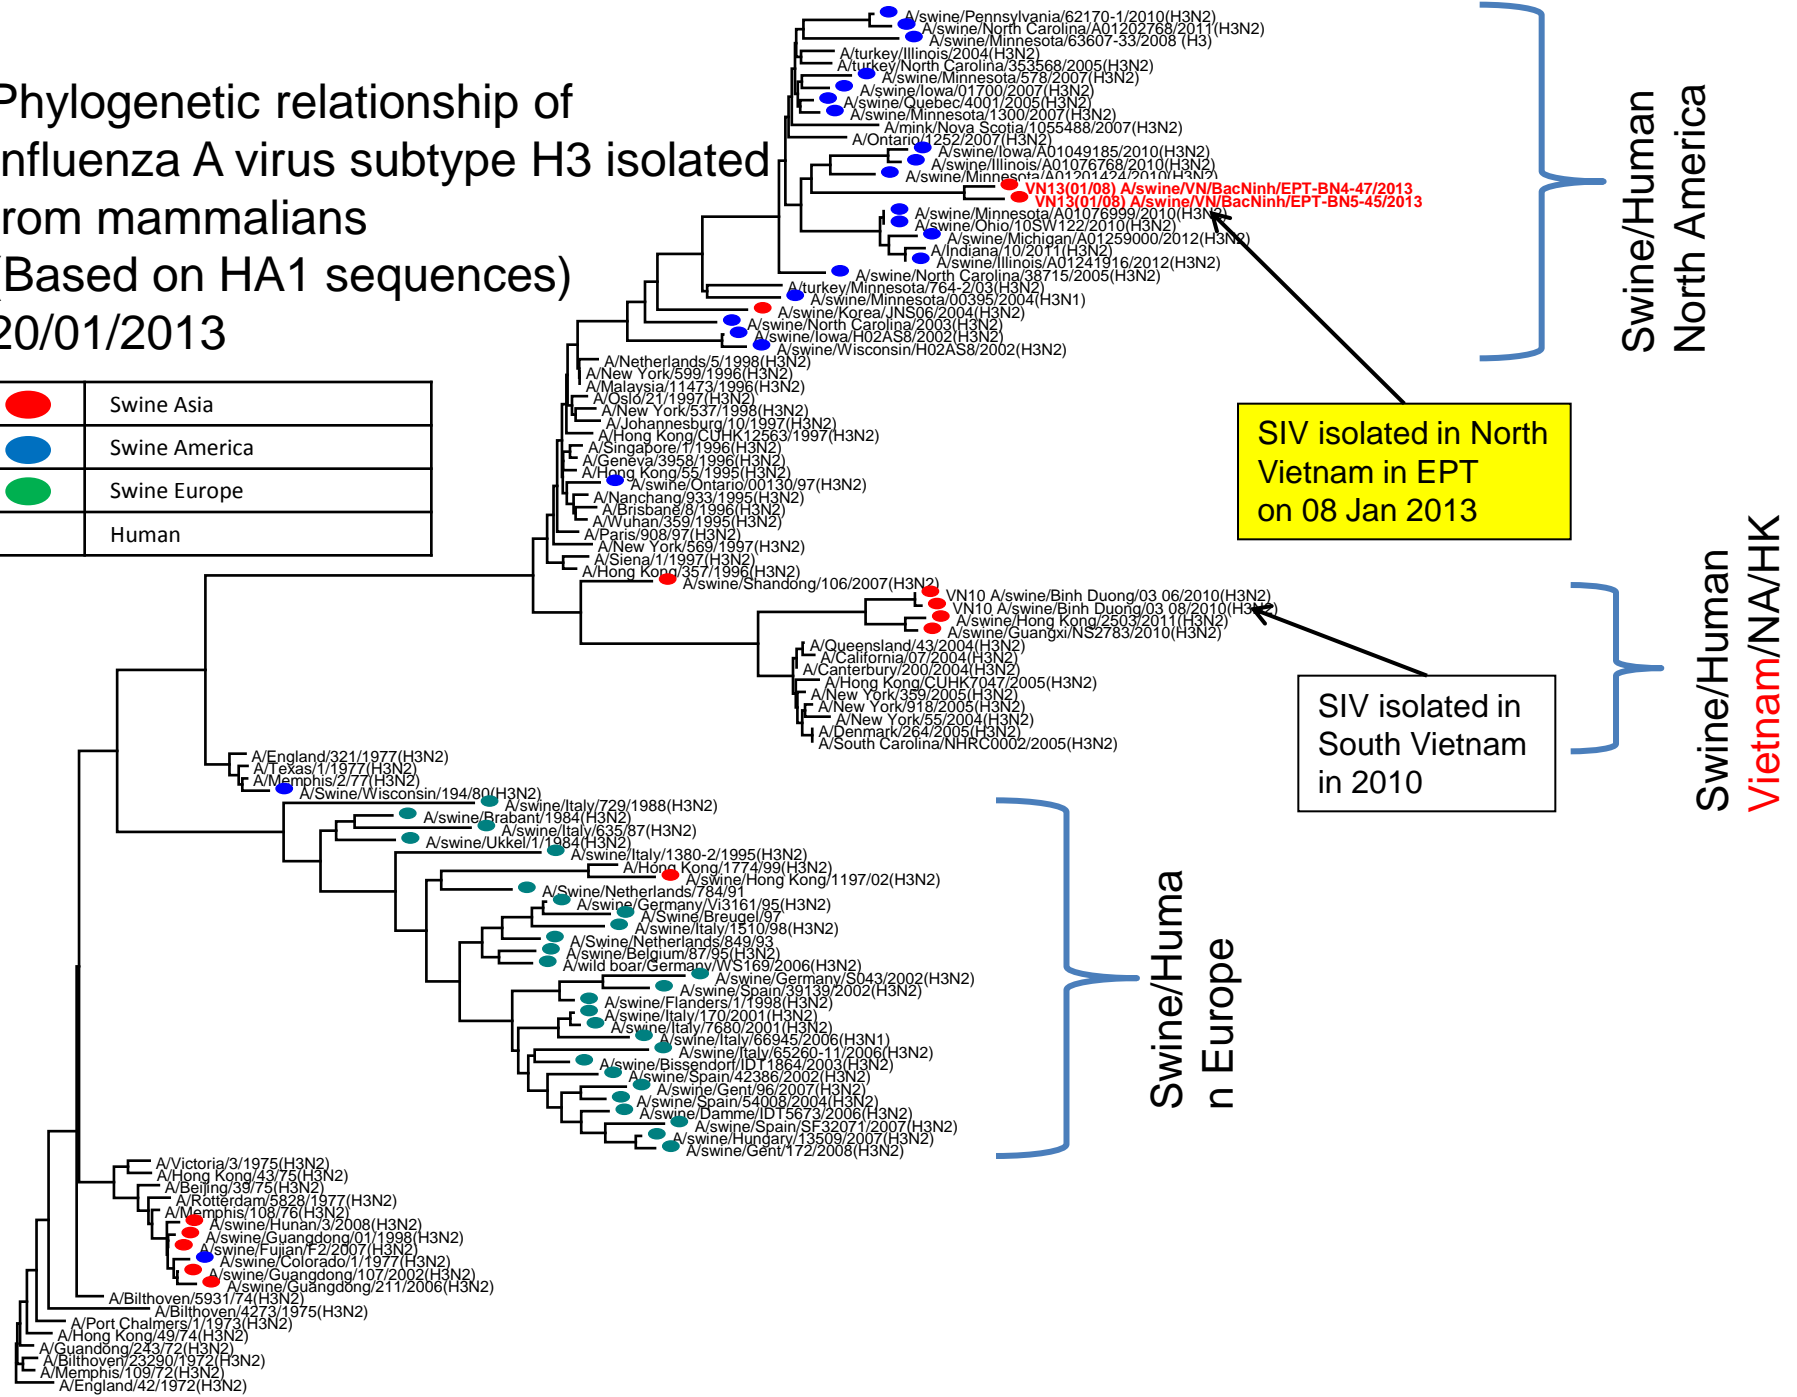 Phylogenetic relationship of
influenza A virus subtype H3 isolated
from mammalians
(Based on HA1 sequences)
20/01/2013
Swine Asia
Swine America
Swine Europe
Human
A/swine/Pennsylvania/62170-1/2010(H3N2)
A/swine/North Carolina/A01202768/2011(H3N2)
A/swine/Minnesota/63607-33/2008 (H3)
A/turkey/Illinois/2004(H3N2)
A/turkey/North Carolina/353568/2005(H3N2)
A/swine/Minnesota/578/2007(H3N2)
A/swine/Iowa/01700/2007(H3N2)
A/swine/Quebec/4001/2005(H3N2)
A/swine/Minnesota/1300/2007(H3N2)
A/mink/Nova Scotia/1055488/2007(H3N2)
A/Ontario/1252/2007(H3N2)
A/swine/Iowa/A01049185/2010(H3N2)
A/swine/Illinois/A01076768/2010(H3N2)
A/swine/Minnesota/A01201424/2010(H3N2)
VN13(01/08) A/swine/VN/BacNinh/EPT-BN4-47/2013
VN13(01/08) A/swine/VN/BacNinh/EPT-BN5-45/2013
A/swine/Minnesota/A01076999/2010(H3N2)
A/swine/Ohio/10SW122/2010(H3N2)
A/swine/Michigan/A01259000/2012(H3N2)
A/Indiana/10/2011(H3N2)
A/swine/Illinois/A01241916/2012(H3N2)
A/swine/North Carolina/38715/2005(H3N2)
A/turkey/Minnesota/764-2/03(H3N2)
A/swine/Minnesota/00395/2004(H3N1)
A/swine/Korea/JNS06/2004(H3N2)
A/swine/North Carolina/2003(H3N2)
A/swine/Iowa/H02AS8/2002(H3N2)
A/swine/Wisconsin/H02AS8/2002(H3N2)
A/Netherlands/5/1998(H3N2)
A/New York/599/1996(H3N2)
A/Malaysia/11473/1996(H3N2)
A/Oslo/21/1997(H3N2)
A/New York/537/1998(H3N2)
A/Johannesburg/10/1997(H3N2)
A/Hong Kong/CUHK12563/1997(H3N2)
A/Singapore/1/1996(H3N2)
A/Geneva/3958/1996(H3N2)
A/Hong Kong/55/1995(H3N2)
A/swine/Ontario/00130/97(H3N2)
A/Nanchang/933/1995(H3N2)
A/Brisbane/8/1996(H3N2)
A/Wuhan/359/1995(H3N2)
A/Paris/908/97(H3N2)
A/New York/569/1997(H3N2)
A/Siena/1/1997(H3N2)
A/Hong Kong/357/1996(H3N2)
A/swine/Shandong/106/2007(H3N2)
VN10 A/swine/Binh Duong/03 06/2010(H3N2)
VN10 A/swine/Binh Duong/03 08/2010(H3N2)
A/swine/Hong Kong/2503/2011(H3N2)
A/swine/Guangxi/NS2783/2010(H3N2)
A/Queensland/43/2004(H3N2)
A/California/07/2004(H3N2)
A/Canterbury/200/2004(H3N2)
A/Hong Kong/CUHK7047/2005(H3N2)
A/New York/359/2005(H3N2)
A/New York/918/2005(H3N2)
A/New York/55/2004(H3N2)
A/Denmark/264/2005(H3N2)
A/South Carolina/NHRC0002/2005(H3N2)
A/England/321/1977(H3N2)
A/Texas/1/1977(H3N2)
A/Memphis/2/77(H3N2)
A/Swine/Wisconsin/194/80(H3N2)
A/swine/Italy/729/1988(H3N2)
A/swine/Brabant/1984(H3N2)
A/swine/Italy/635/87(H3N2)
A/swine/Ukkel/1/1984(H3N2)
A/swine/Italy/1380-2/1995(H3N2)
A/Hong Kong/1774/99(H3N2)
A/swine/Hong Kong/1197/02(H3N2)
A/Swine/Netherlands/784/91
A/swine/Germany/Vi3161/95(H3N2)
A/Swine/Breugel/97
A/swine/Italy/1510/98(H3N2)
A/Swine/Netherlands/849/93
A/swine/Belgium/87/95(H3N2)
A/wild boar/Germany/WS169/2006(H3N2)
A/swine/Germany/S043/2002(H3N2)
A/swine/Spain/39139/2002(H3N2)
A/swine/Flanders/1/1998(H3N2)
A/swine/Italy/170/2001(H3N2)
A/swine/Italy/7680/2001(H3N2)
A/swine/Italy/66945/2006(H3N1)
A/swine/Italy/65260-11/2006(H3N2)
A/swine/Bissendorf/IDT1864/2003(H3N2)
A/swine/Spain/42386/2002(H3N2)
A/swine/Gent/96/2007(H3N2)
A/swine/Spain/54008/2004(H3N2)
A/swine/Damme/IDT5673/2006(H3N2)
A/swine/Spain/SF32071/2007(H3N2)
A/swine/Hungary/13509/2007(H3N2)
A/swine/Gent/172/2008(H3N2)
A/Victoria/3/1975(H3N2)
A/Hong Kong/43/75(H3N2)
A/Beijing/39/75(H3N2)
A/Rotterdam/5828/1977(H3N2)
A/Memphis/108/76(H3N2)
A/swine/Hunan/3/2008(H3N2)
A/swine/Guangdong/01/1998(H3N2)
A/swine/Fujian/F2/2007(H3N2)
A/swine/Colorado/1/1977(H3N2)
A/swine/Guangdong/107/2002(H3N2)
A/swine/Guangdong/211/2006(H3N2)
A/Bilthoven/5931/74(H3N2)
A/Bilthoven/4273/1975(H3N2)
A/Port Chalmers/1/1973(H3N2)
A/Hong Kong/49/74(H3N2)
A/Guandong/243/72(H3N2)
A/Bilthoven/23290/1972(H3N2)
A/Memphis/109/72(H3N2)
A/England/42/1972(H3N2)
Swine/Human
North America
SIV isolated in North
Vietnam in EPT
on 08 Jan 2013
Swine/Human
Vietnam/NA/HK
SIV isolated in
South Vietnam
in 2010
Swine/Huma
n Europe